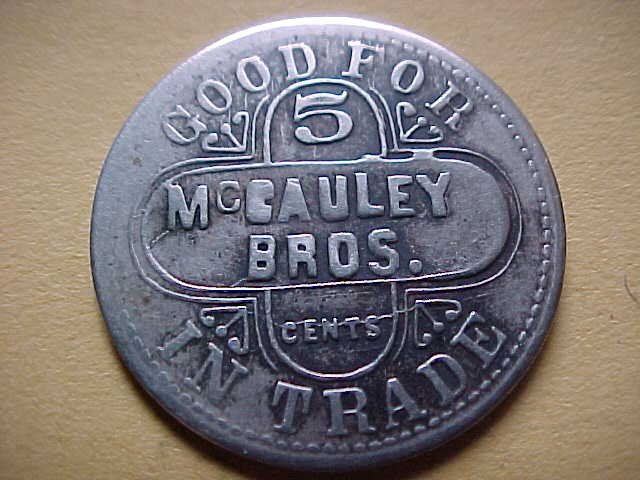 GOOD FOR
5
McCAULEY
BROS.
CENTS
IN TRADE